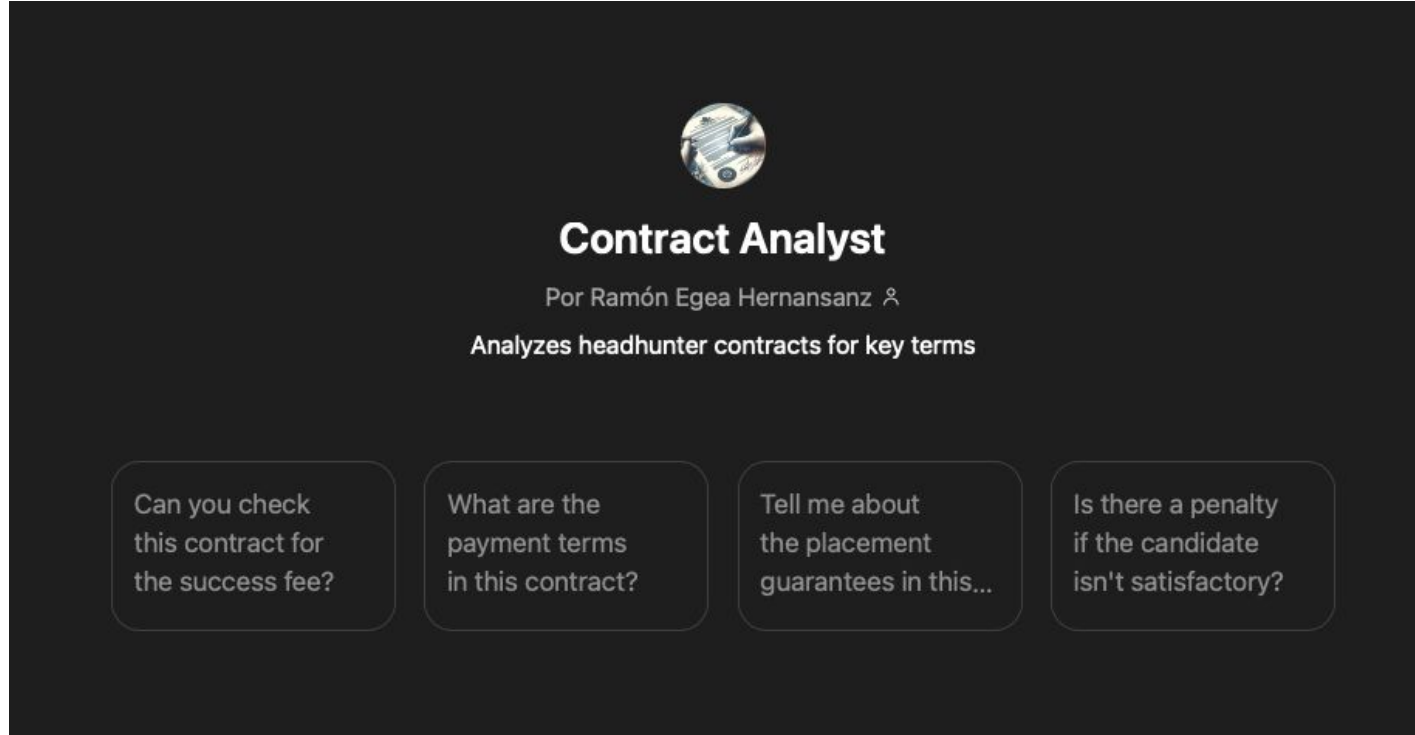 Contract Analyst
Por Ramón Egea Hernansanz
Analyzes headhunter contracts for key terms
Can you check
this contract for
the success fee?
What are the
payment terms
in this contract?
Tell me about
the placement
guarantees in this...
Is there a penalty
if the candidate
isn't satisfactory?